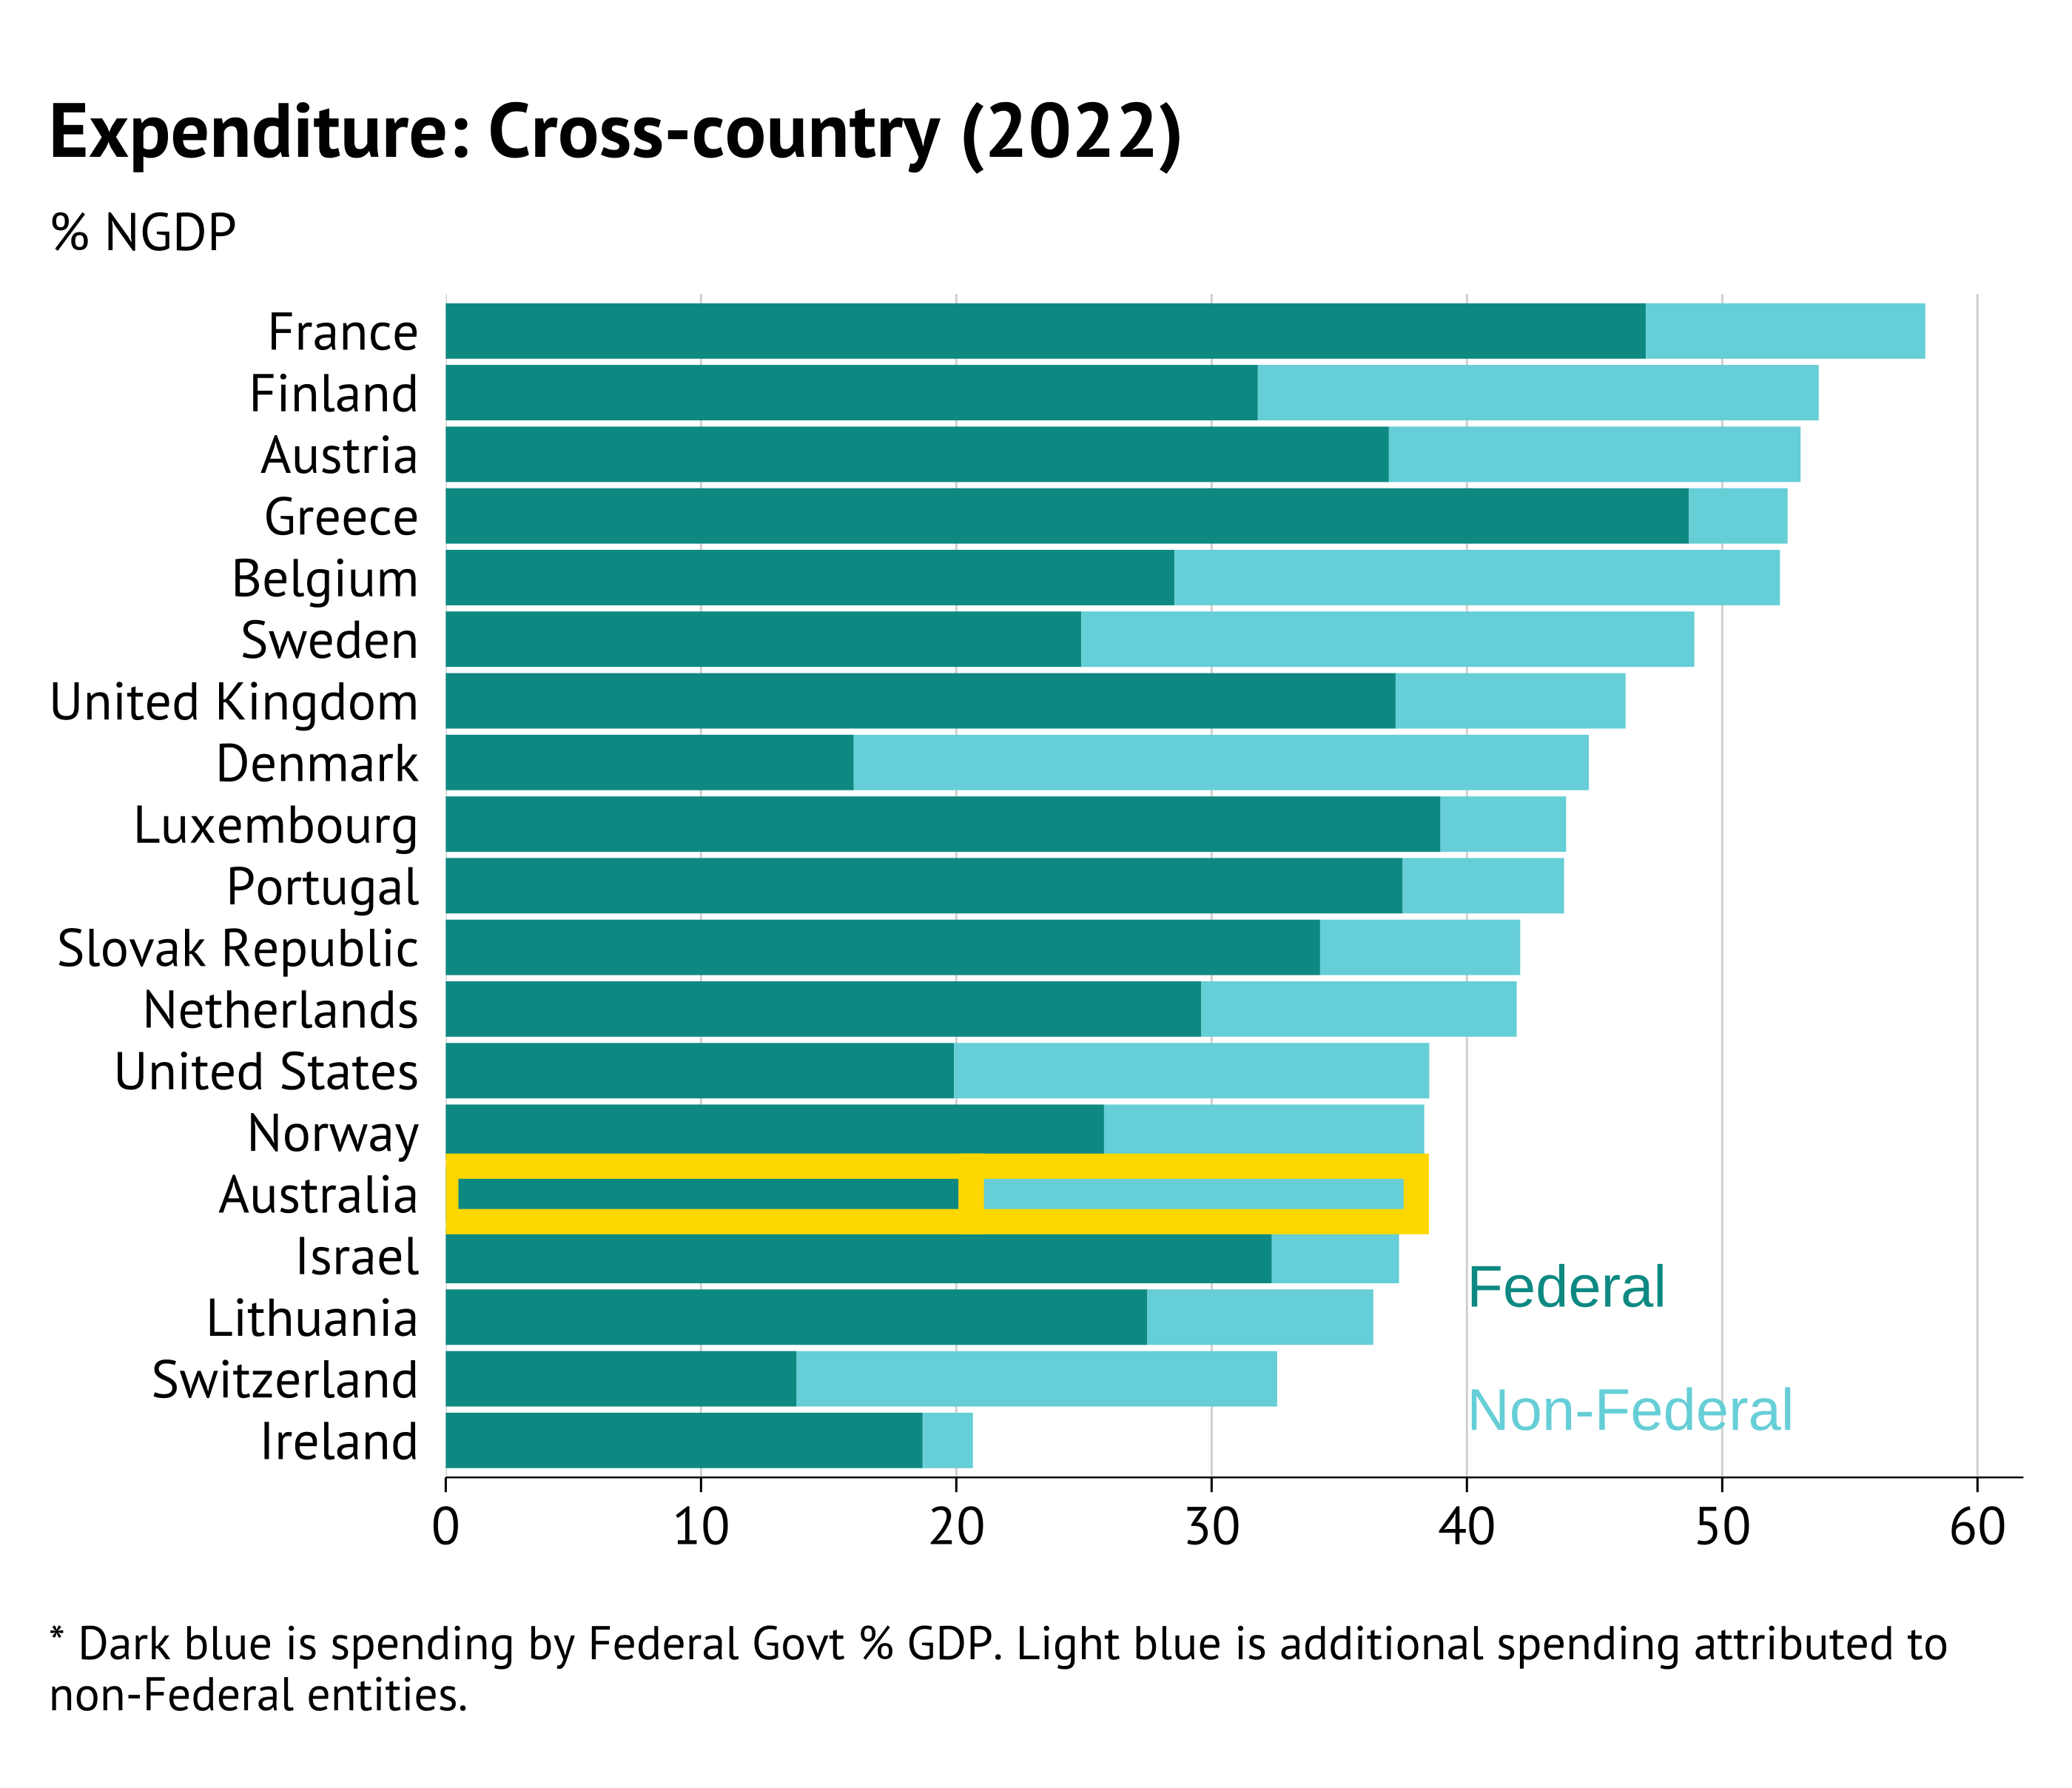 Expenditure: Cross-country (2022)
% NGDP
France
Finland
Austria
Greece
Belgium
Sweden
United Kingdom
Denmark
Luxembourg
Portugal
Slovak Republic
Netherlands
United States
Norway
Australia
Israel
Lithuania
Switzerland
Ireland
Federal
Non-Federal
0 10 20 30 40 50 60
* Dark blue is spending by Federal Govt % GDP. Light blue is additional spending attributed to
non-Federal entities.